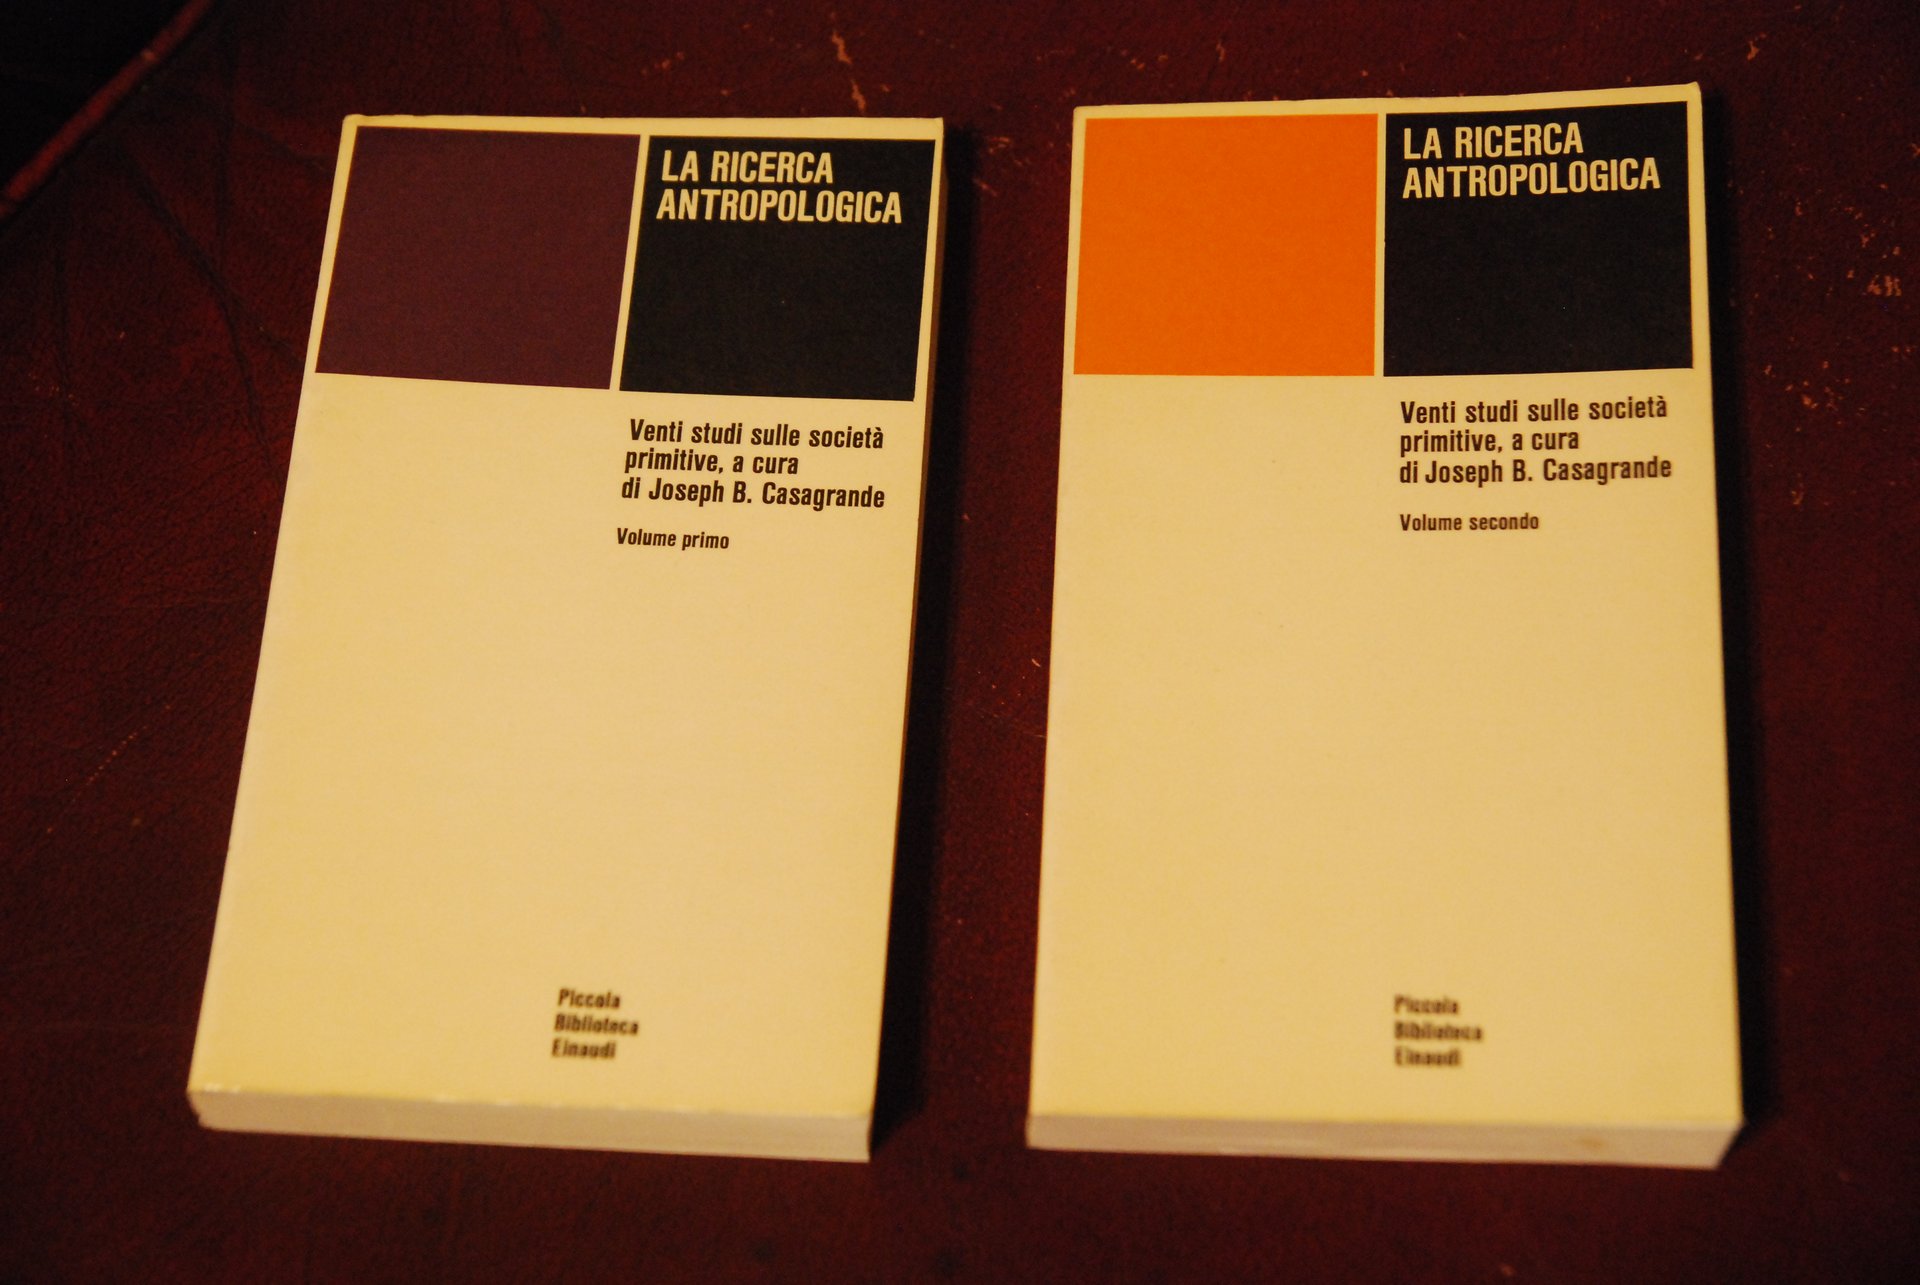 LA RICERCA
ANTROPOLOGICA
Venti studi sulle società
primitive, a cura
di Joseph B. Casagrande
Volume primo
Piccola
Biblioteca
Einaudi
LA RICERCA
ANTROPOLOGICA
Venti studi sulle società
primitive, a cura
di Joseph B. Casagrande
Volume secondo
Piccola
Biblioteca
Einaudi